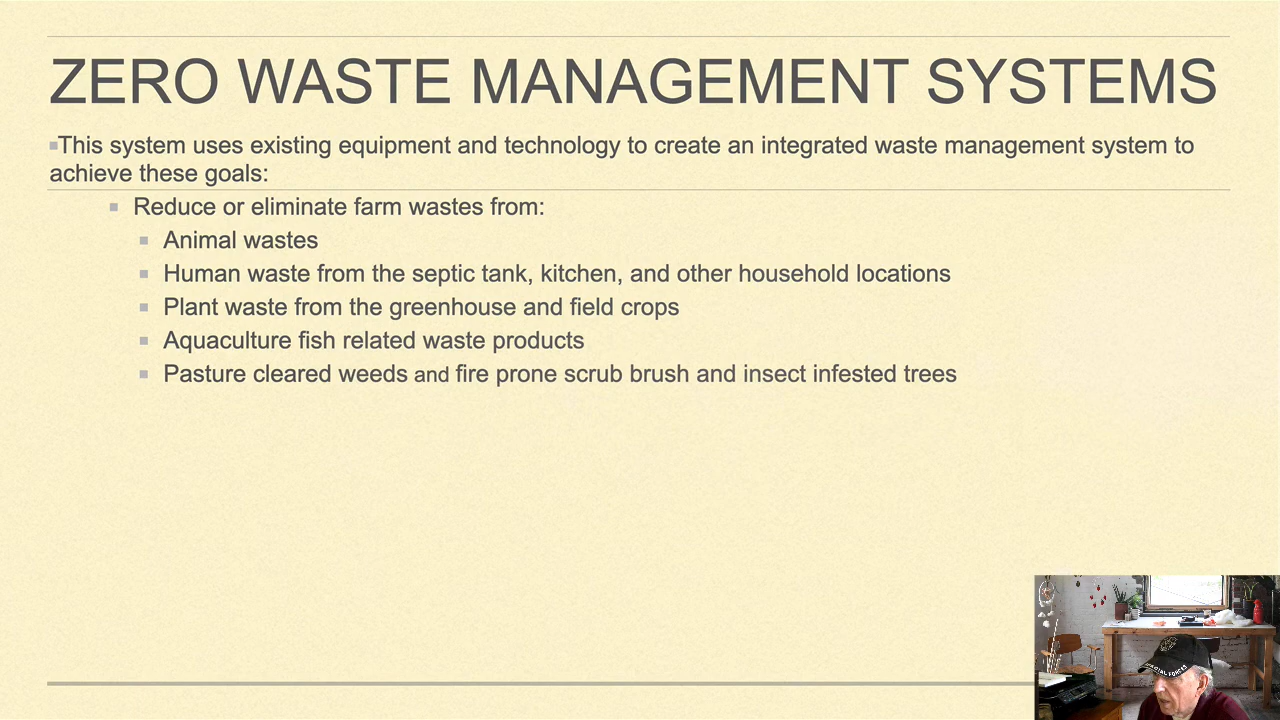 ZERO WASTE MANAGEMENT SYSTEMS
This system uses existing equipment and technology to create an integrated waste management system to
achieve these goals:
Reduce or eliminate farm wastes from:
Animal wastes
Human waste from the septic tank, kitchen, and other household locations
Plant waste from the greenhouse and field crops
Aquaculture fish related waste products
Pasture cleared weeds and fire prone scrub brush and insect infested trees
SPECIAL FORCES